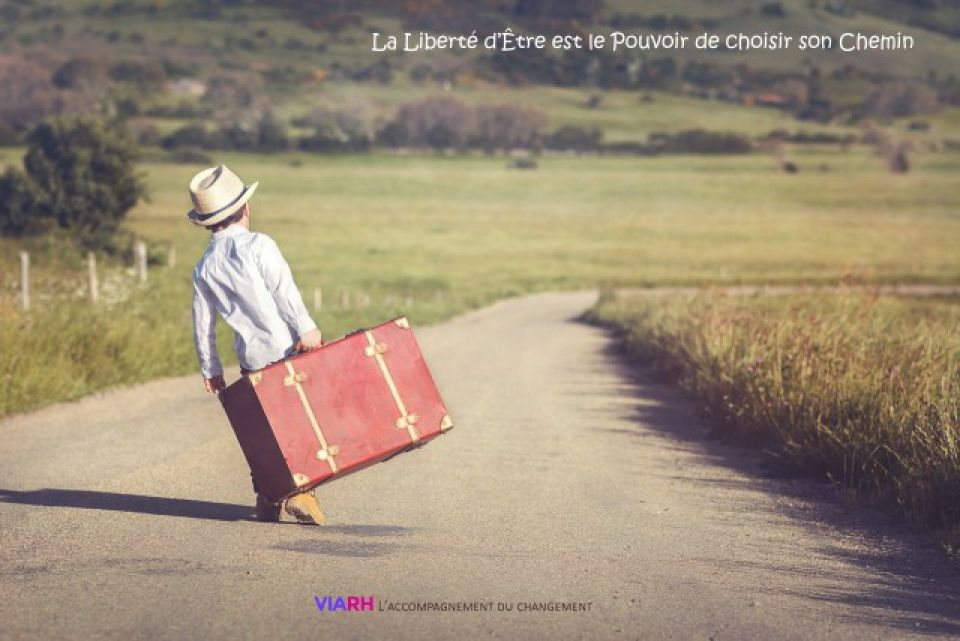 La Liberté d'Être est le Pouvoir de choisir son Chemin
VIARH L'ACCOMPAGNEMENT DU CHANGEMENT